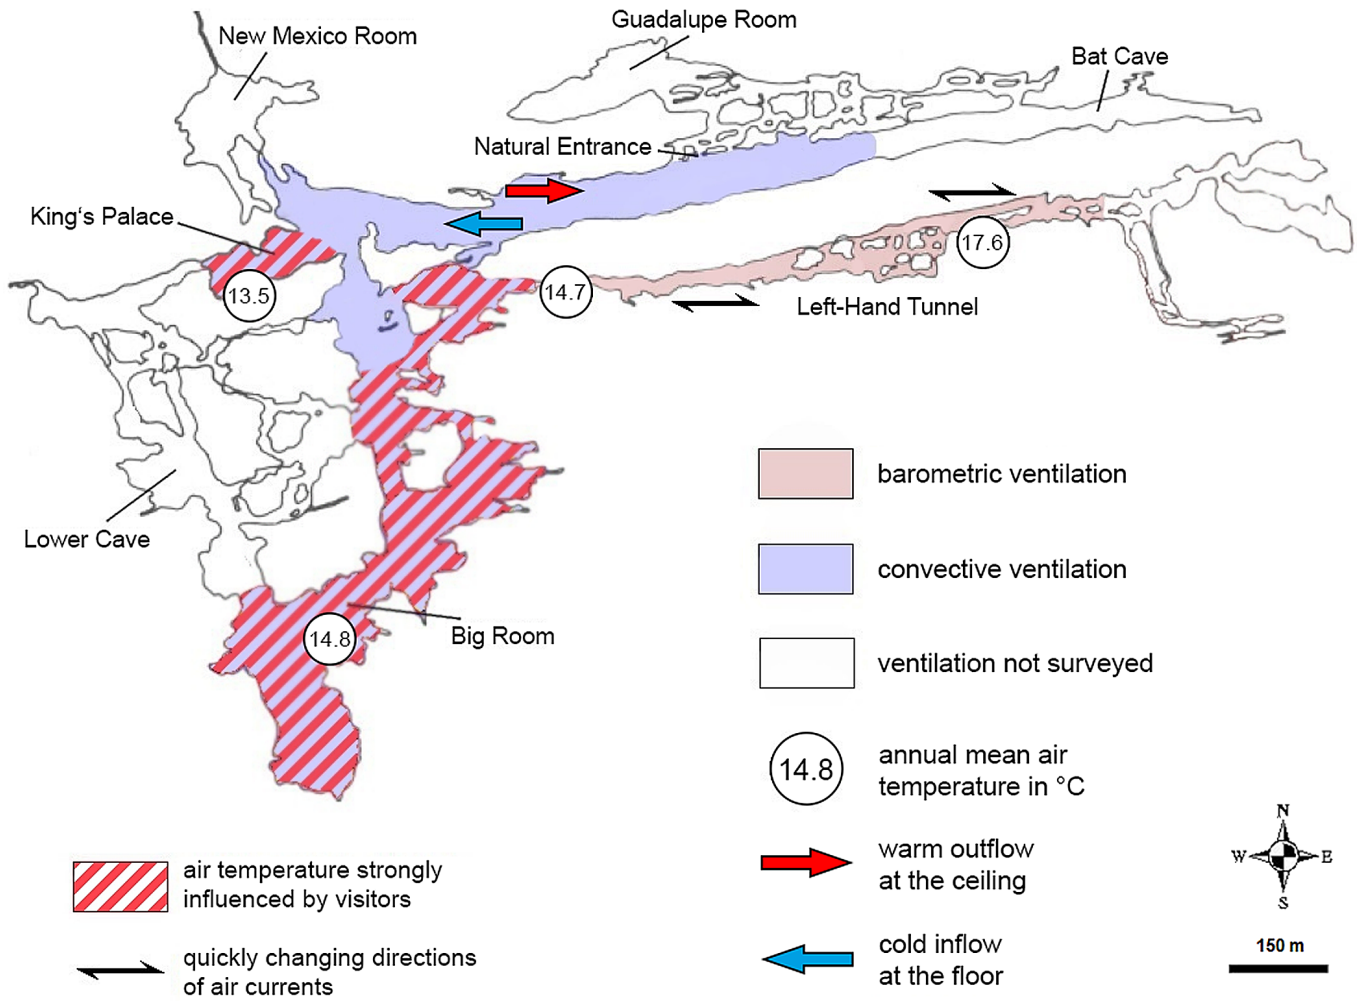 Guadalupe Room
New Mexico Room
Bat Cave
Natural Entrance
King's Palace
17.6
13.5
14.7
Left-Hand Tunnel
barometric ventilation
Lower Cave
convective ventilation
Big Room
14.8
ventilation not surveyed
14.8
annual mean air
temperature in °C
N
W
E
S
warm outflow
at the ceiling
air temperature strongly
influenced by visitors
cold inflow
at the floor
150 m
quickly changing directions
of air currents